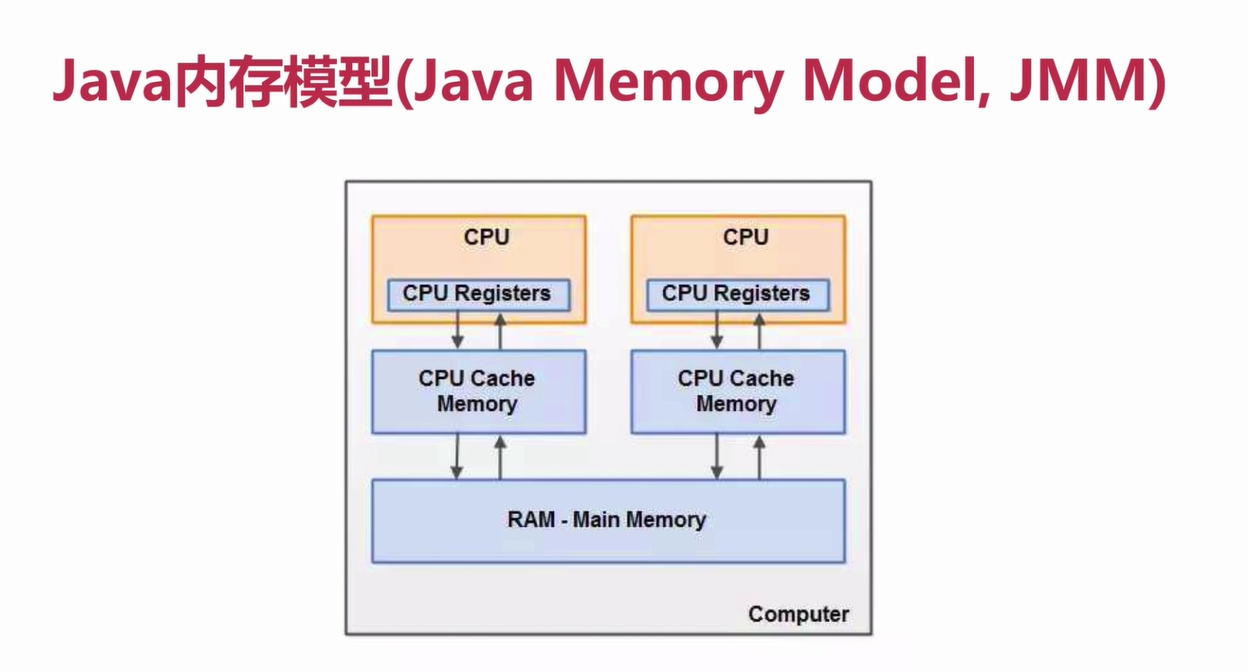 Java内存模型(Java Memory Model, JMM)
CPU
CPU
CPU Registers
CPU Registers
CPU Cache
Memory
CPU Cache
Memory
RAM - Main Memory
Computer